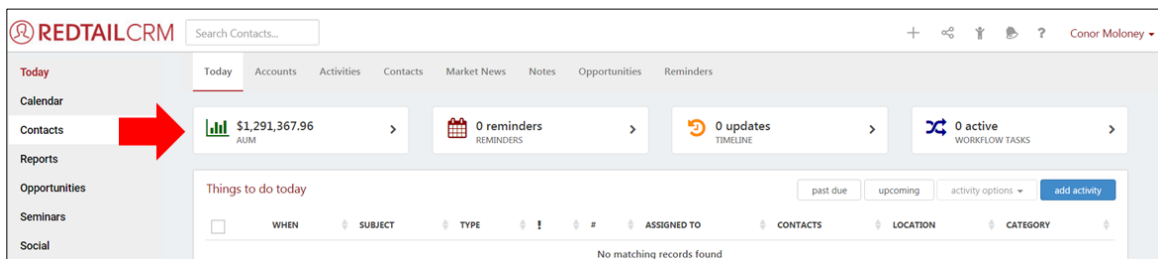 REDTAILCRM Search Contacts... ? Conor Moloney
Today
Calendar
Contacts
Reports
Opportunities
Seminars
Social
Today Accounts Activities Contacts Market News Notes Opportunities Reminders
$1,291,367.96
AUM
0 reminders
REMINDERS
0 updates
TIMELINE
0 active
WORKFLOW TASKS
Things to do today past due upcoming activity options add activity
WHEN SUBJECT TYPE ! # ASSIGNED TO CONTACTS LOCATION CATEGORY
No matching records found